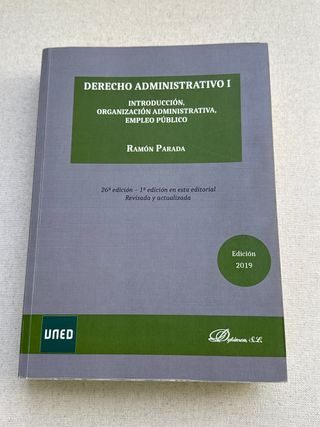 DERECHO ADMINISTRATIVO I
INTRODUCCIÓN,
ORGANIZACIÓN ADMINISTRATIVA,
EMPLEO PÚBLICO
RAMÓN PARADA
26ª edición – 1ª edición en esta editorial
Revisada y actualizada
Edición
2019
UNED
Dykinson, S.L.